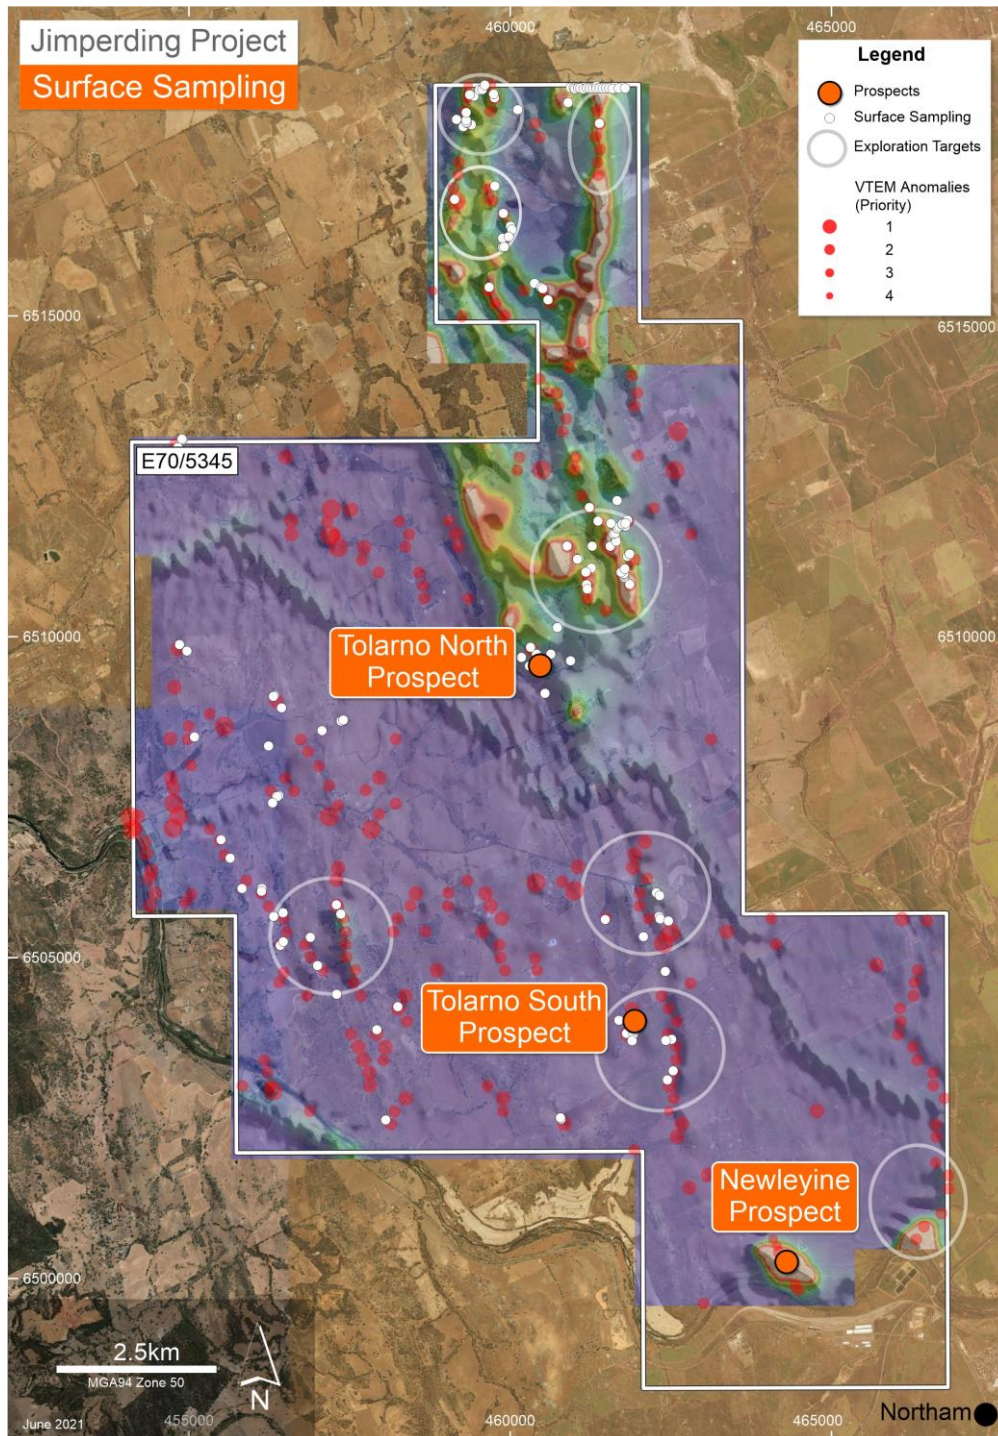 Jimperding Project
Surface Sampling
460000
465000
Legend
Prospects
Surface Sampling
Exploration Targets
VTEM Anomalies
(Priority)
1
2
3
4
6515000
6515000
E70/5345
6510000
6510000
Tolarno North
Prospect
6505000
Tolarno South
Prospect
Newleyine
Prospect
6500000
2.5km
MGA94 Zone 50
N
June 2021
455000
460000
465000
Northam